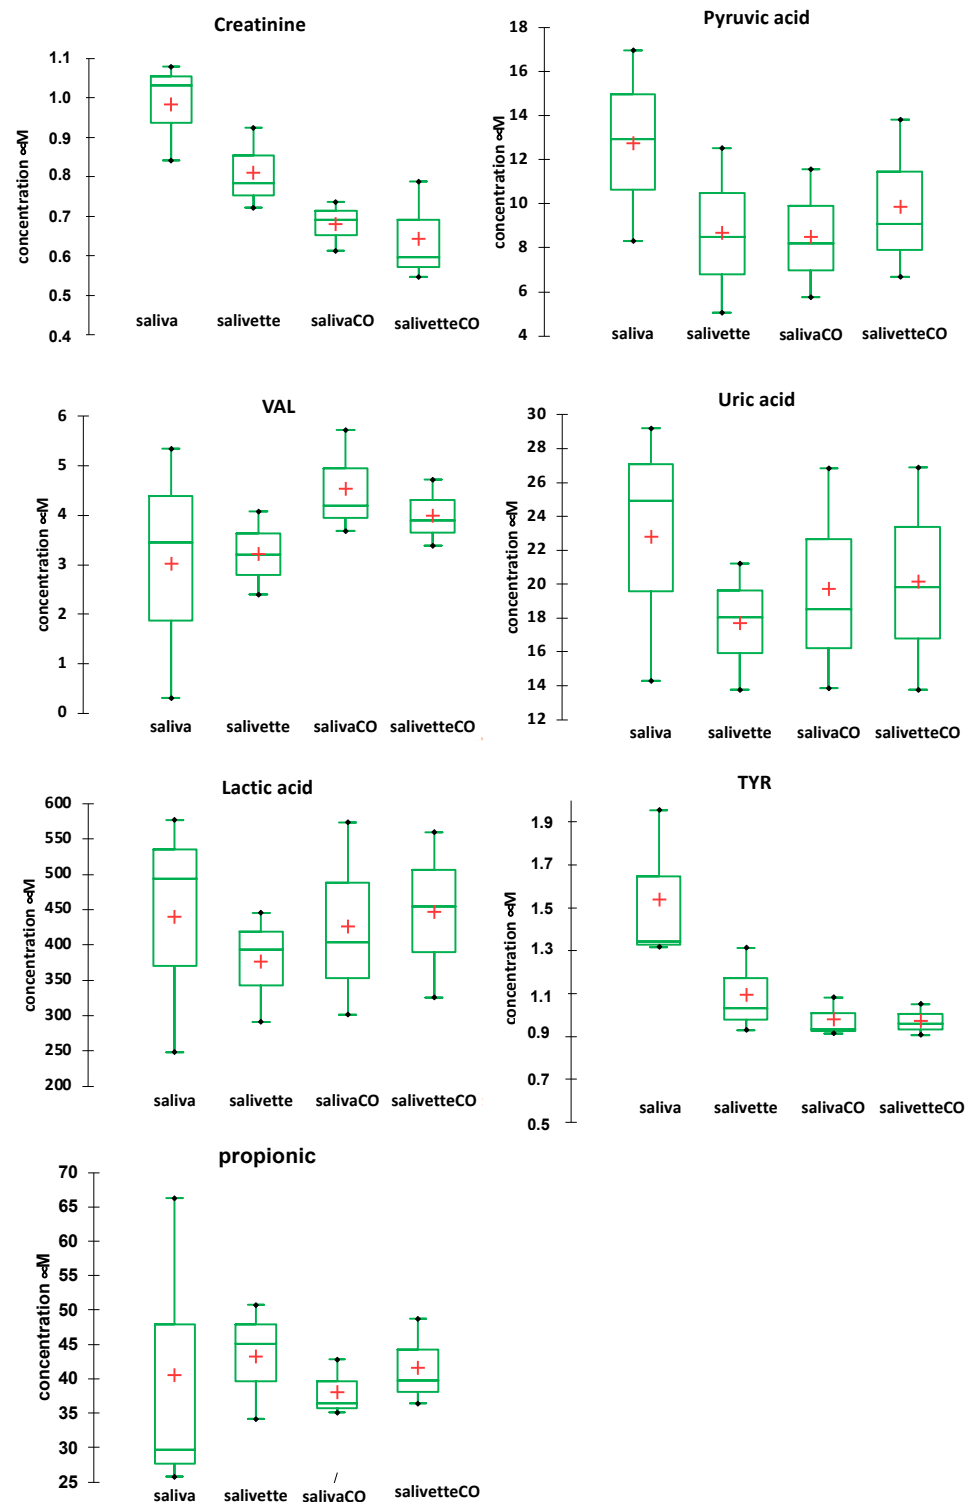 Creatinine
1.1
1.0
0.9
0.8
0.7
0.6
0.5
0.4
concentration ∝M
saliva salivette salivaCO salivetteCO
Pyruvic acid
18
16
14
12
10
8
6
4
concentration ∝M
saliva salivette salivaCO salivetteCO
VAL
6
5
4
3
2
1
0
concentration ∝M
saliva salivette salivaCO salivetteCO
Uric acid
30
28
26
24
22
20
18
16
14
12
concentration ∝M
saliva salivette salivaCO salivetteCO
Lactic acid
600
550
500
450
400
350
300
250
200
concentration ∝M
saliva salivette salivaCO salivetteCO
TYR
1.9
1.7
1.5
1.3
1.1
0.9
0.7
0.5
concentration ∝M
saliva salivette salivaCO salivetteCO
propionic
70
65
60
55
50
45
40
35
30
25
concentration ∝M
saliva salivette salivaCO salivetteCO